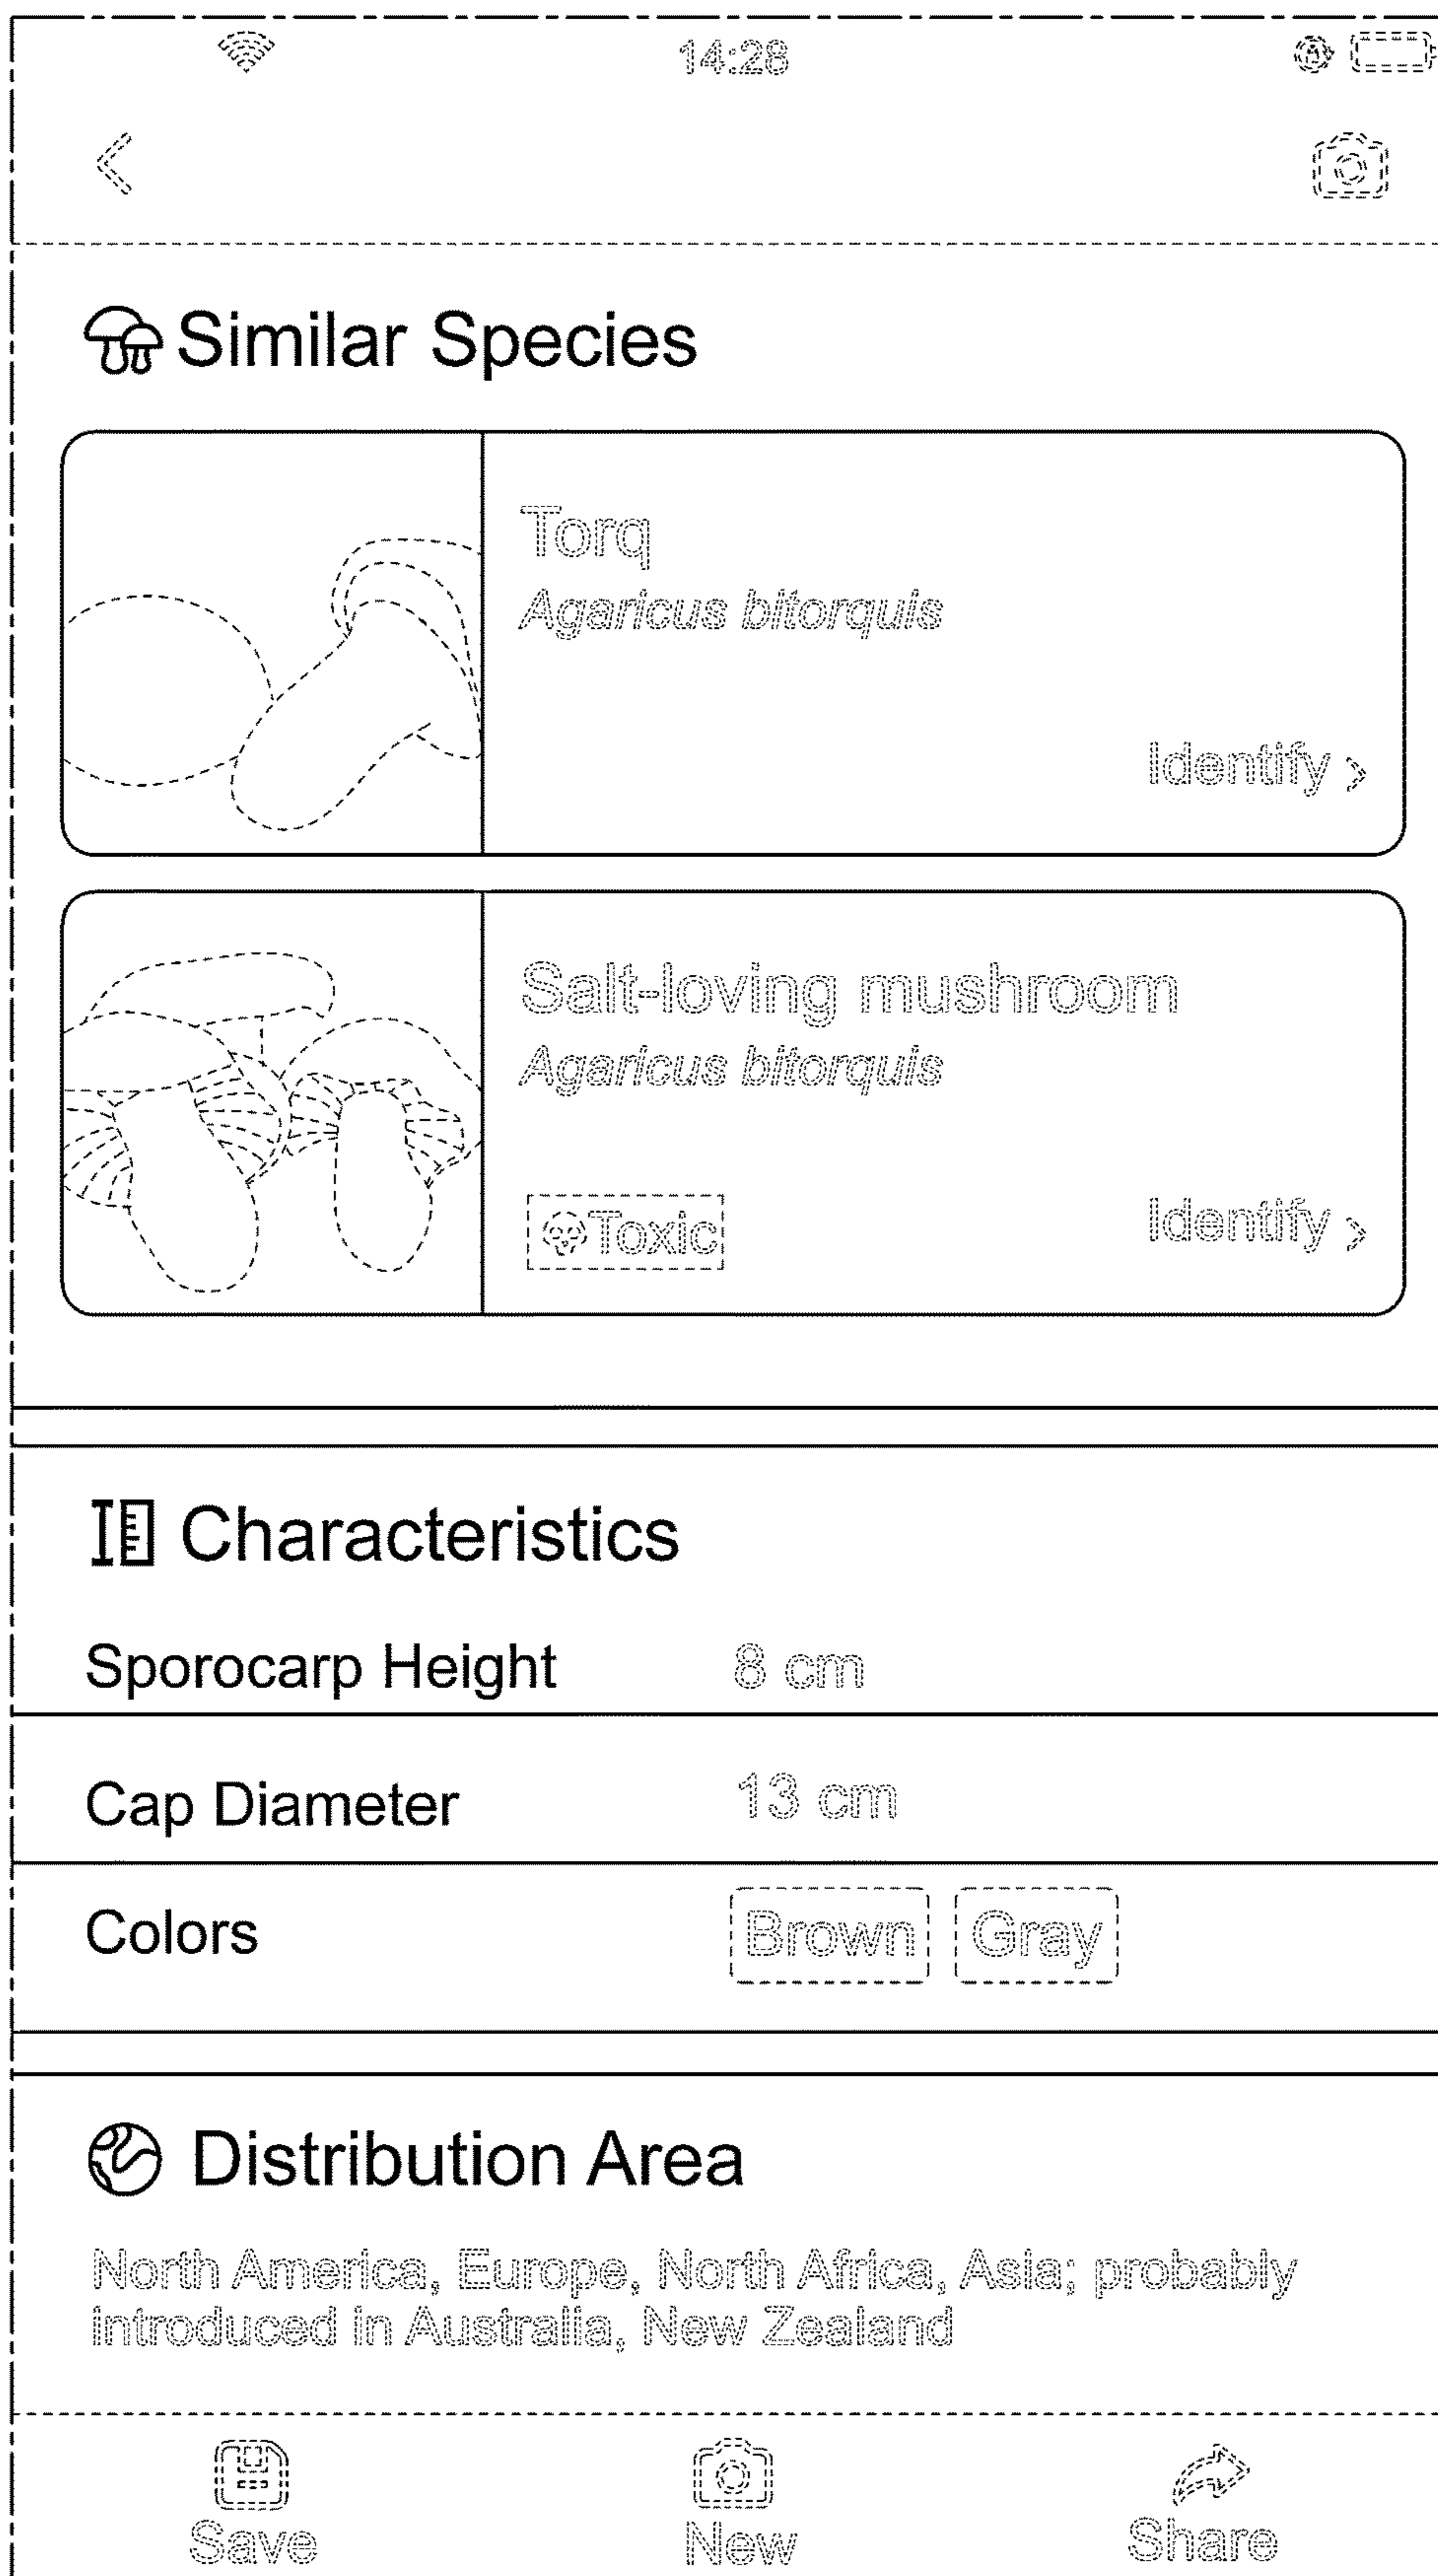 14:28
Similar Species
Torq
Agaricus bitorquis
Identify
Salt-loving mushroom
Agaricus bitorquis
Toxic
Identify
Characteristics
Sporocarp Height 8 cm
Cap Diameter 13 cm
Colors Brown Gray
Distribution Area
North America, Europe, North Africa, Asia; probably
introduced in Australia, New Zealand
Save New Share